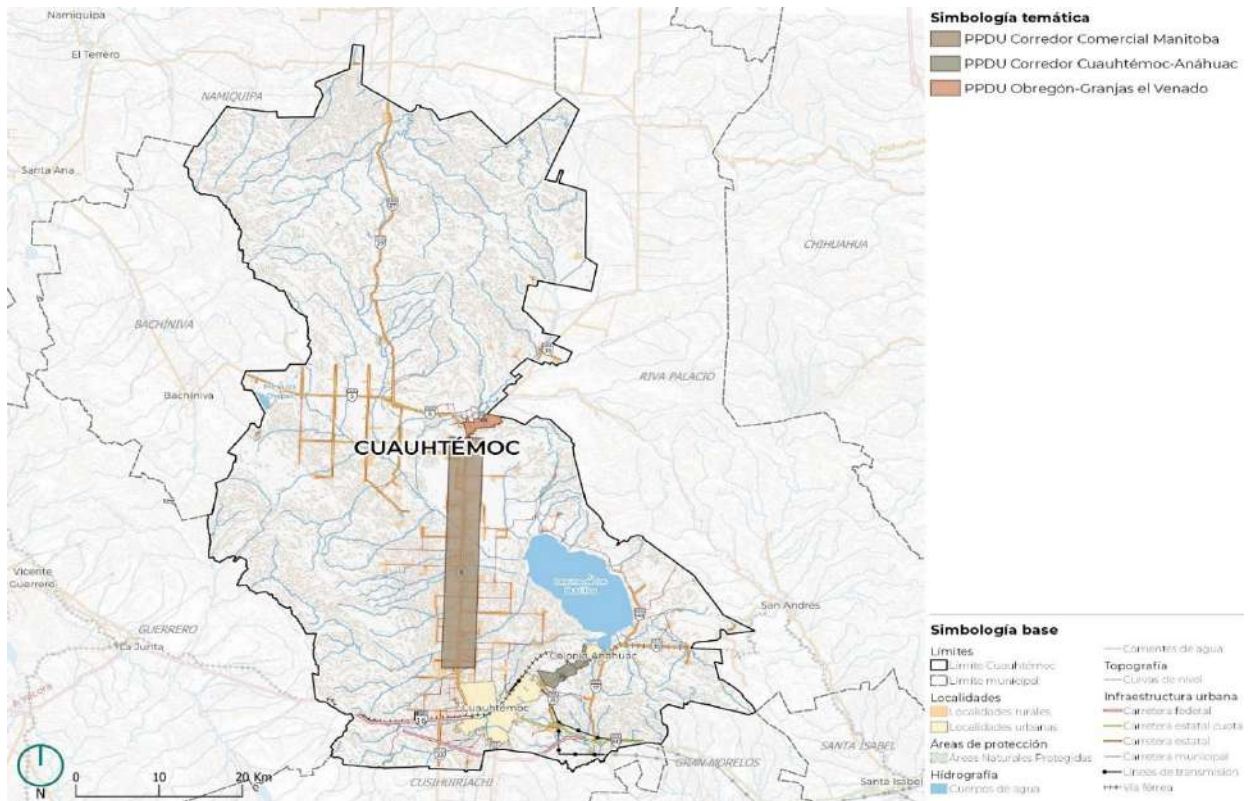 Namiquipa
El Terrero
NAMIQUIPA
Santa Ana
CHIHUAHUA
BACHÍNIVA
RIVA PALACIO
Bachíniva
CUAUHTÉMOC
Vicente
Guerrero
GUERRERO
La Junta
San Andrés
Colonia Anáhuac
Cuauhtémoc
SANTA ISABEL
GRAN MORELOS
CUSIHUIRIACHI
Santa Isabel
N
0 10 20 Km
Simbología temática
PPDU Corredor Comercial Manitoba
PPDU Corredor Cuauhtémoc-Anáhuac
PPDU Obregón-Granjas el Venado
Simbología base
Límites
Límite Cuauhtémoc
Límite municipal
Localidades
Localidades rurales
Localidades urbanas
Áreas de protección
Áreas Naturales Protegidas
Hidrografía
Cuerpos de agua
Corrientes de agua
Topografía
Curvas de nivel
Infraestructura urbana
Carretera federal
Carretera estatal cuota
Carretera estatal
Carretera municipal
Líneas de transmisión
Vía férrea